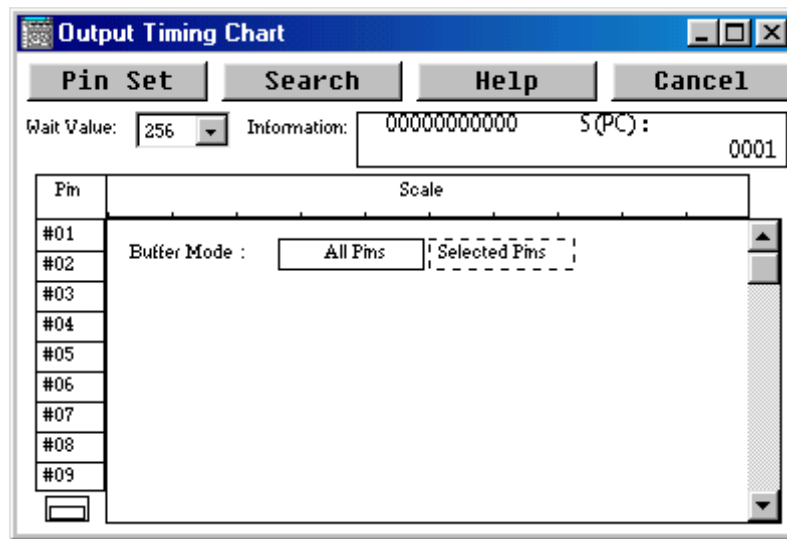 Output Timing Chart
Pin Set Search Help Cancel
Wait Value: 256 Information: 00000000000 S(PC):
0001
Pin Scale
#01
Buffer Mode : All Pins Selected Pins
#02
#03
#04
#05
#06
#07
#08
#09